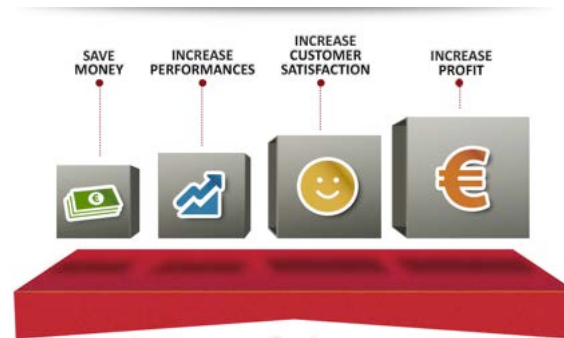 SAVE
MONEY
INCREASE
PERFORMANCES
INCREASE
CUSTOMER
SATISFACTION
INCREASE
PROFIT
€
€